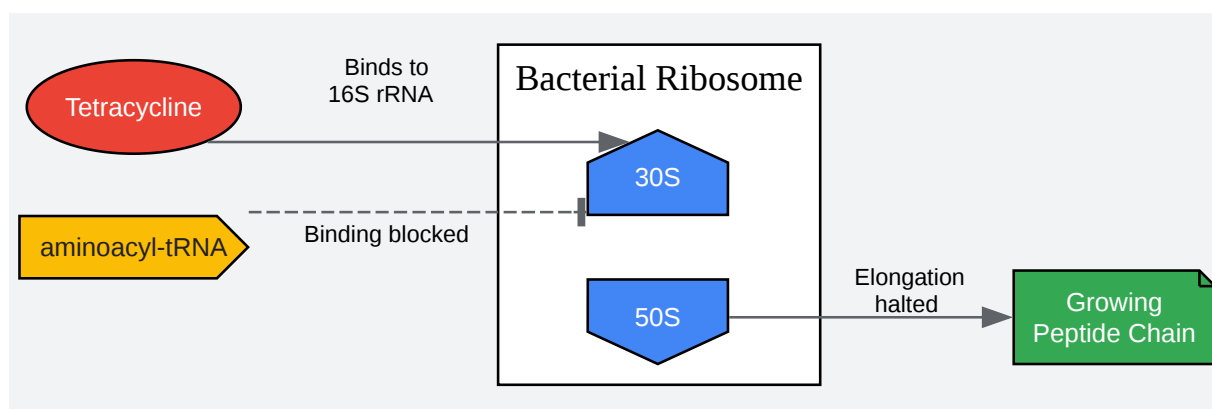 Tetracycline
Binds to
16S rRNA
Bacterial Ribosome
30S
aminoacyl-tRNA
Binding blocked
50S
Elongation
halted
Growing
Peptide Chain